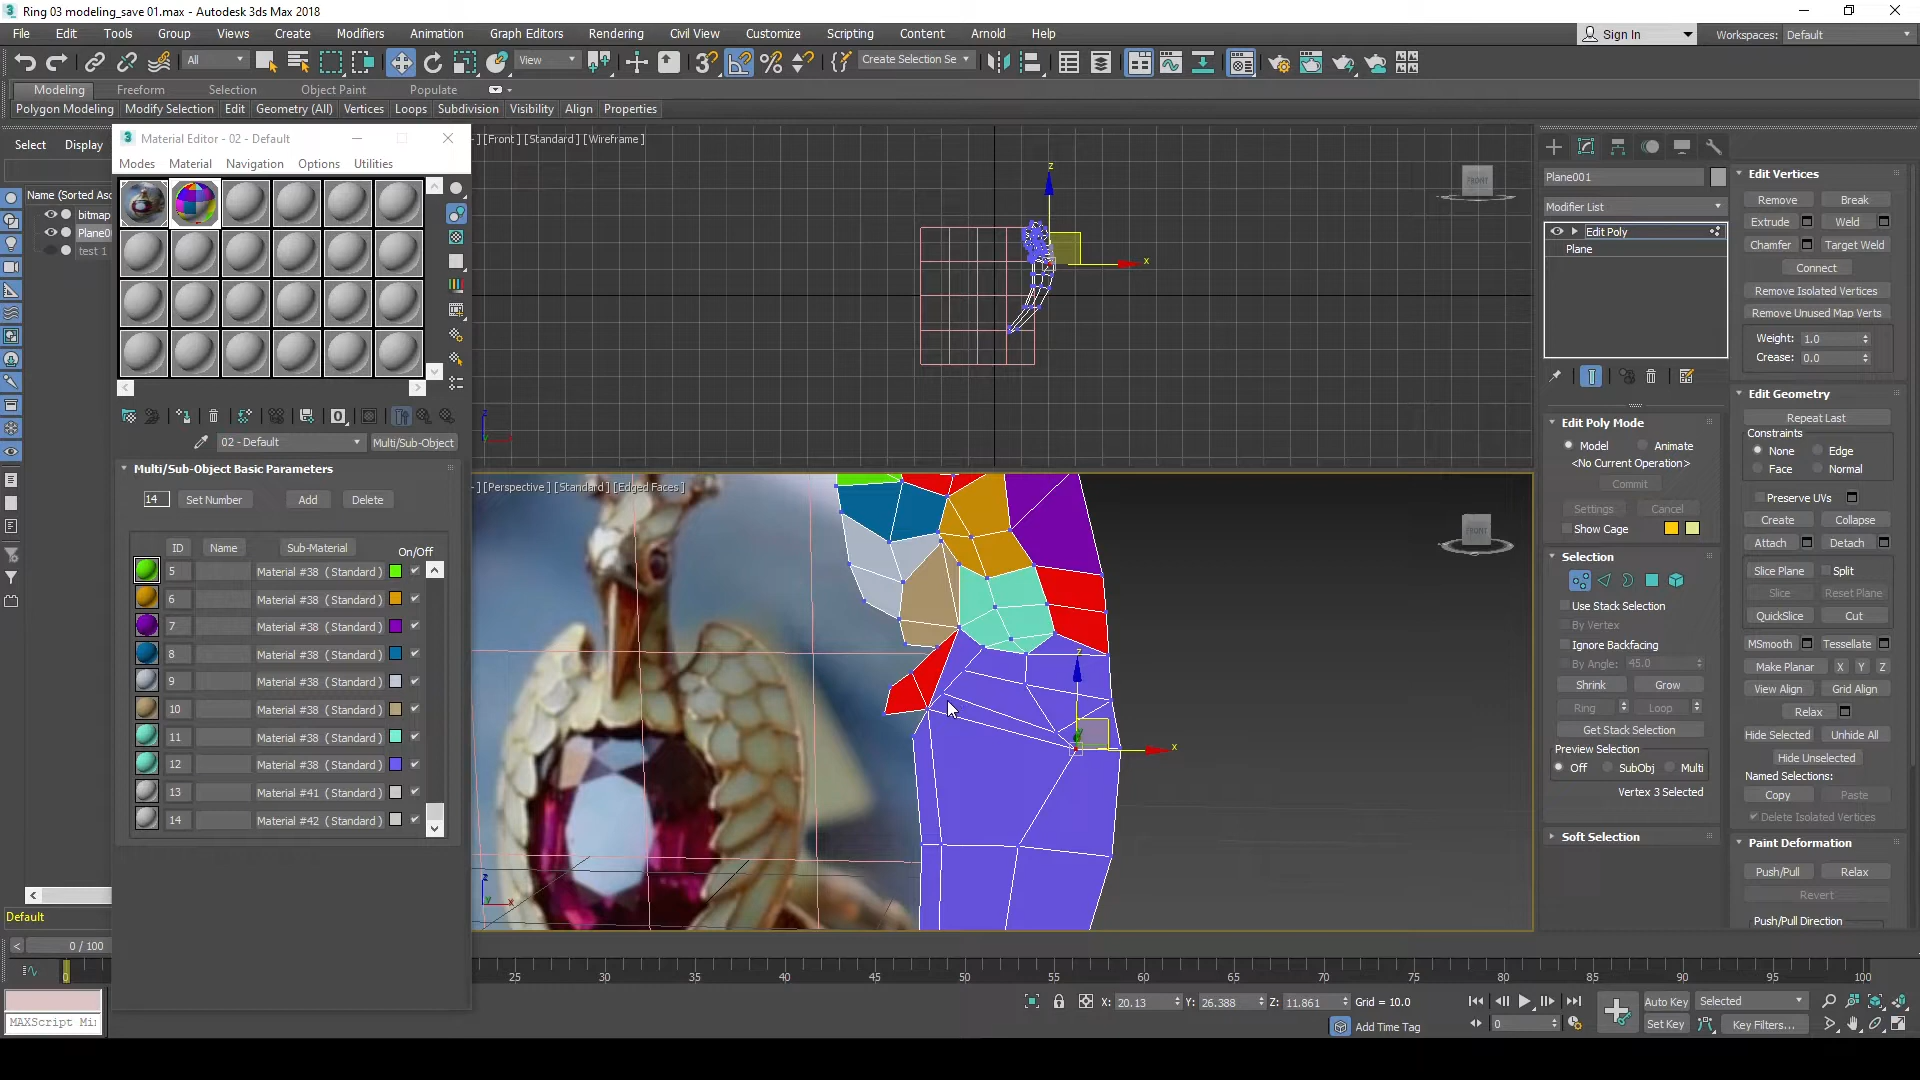 3 Ring 03 modeling_save 01.max - Autodesk 3ds Max 2018
File Edit Tools Group Views Create Modifiers Animation Graph Editors Rendering Civil View Customize Scripting Content Arnold Help
Sign In Workspaces: Default
All View Create Selection Se
Modeling Freeform Selection Object Paint Populate
Polygon Modeling Modify Selection Edit Geometry (All) Vertices Loops Subdivision Visibility Align Properties
Select Display
Name (Sorted Asc
bitmap
Plane0
test 1
3 Material Editor - 02 - Default
Modes Material Navigation Options Utilities
02 - Default Multi/Sub-Object
Multi/Sub-Object Basic Parameters
14 Set Number Add Delete
ID Name Sub-Material On/Off
5 Material #38 ( Standard )
6 Material #38 ( Standard )
7 Material #38 ( Standard )
8 Material #38 ( Standard )
9 Material #38 ( Standard )
10 Material #38 ( Standard )
11 Material #38 ( Standard )
12 Material #38 ( Standard )
13 Material #41 ( Standard )
14 Material #42 ( Standard )
] [Front ] [Standard ] [Wireframe ]
z
x
FRONT
] [Perspective ] [Standard ] [Edged Faces ]
FRONT
z
y
x
z
x
Plane001
Modifier List
Edit Poly
Plane
Edit Poly Mode
Model Animate
<No Current Operation>
Commit
Settings Cancel
Show Cage
Selection
Use Stack Selection
By Vertex
Ignore Backfacing
By Angle: 45.0
Shrink Grow
Ring Loop
Get Stack Selection
Preview Selection
Off SubObj Multi
Vertex 3 Selected
Soft Selection
Edit Vertices
Remove Break
Extrude Weld
Chamfer Target Weld
Connect
Remove Isolated Vertices
Remove Unused Map Verts
Weight: 1.0
Crease: 0.0
Edit Geometry
Repeat Last
Constraints
None Edge
Face Normal
Preserve UVs
Create Collapse
Attach Detach
Slice Plane Split
Slice Reset Plane
QuickSlice Cut
MSmooth Tessellate
Make Planar X Y Z
View Align Grid Align
Relax
Hide Selected Unhide All
Hide Unselected
Named Selections:
Copy Paste
Delete Isolated Vertices
Paint Deformation
Push/Pull Relax
Revert
Push/Pull Direction
Default
0 / 100
0 25 30 35 40 45 50 55 60 65 70 75 80 85 90 95 100
MAXScript Mi
X: 20.13 Y: 26.388 Z: 11.861 Grid = 10.0
Add Time Tag
0
Auto Key Selected
Set Key Key Filters...